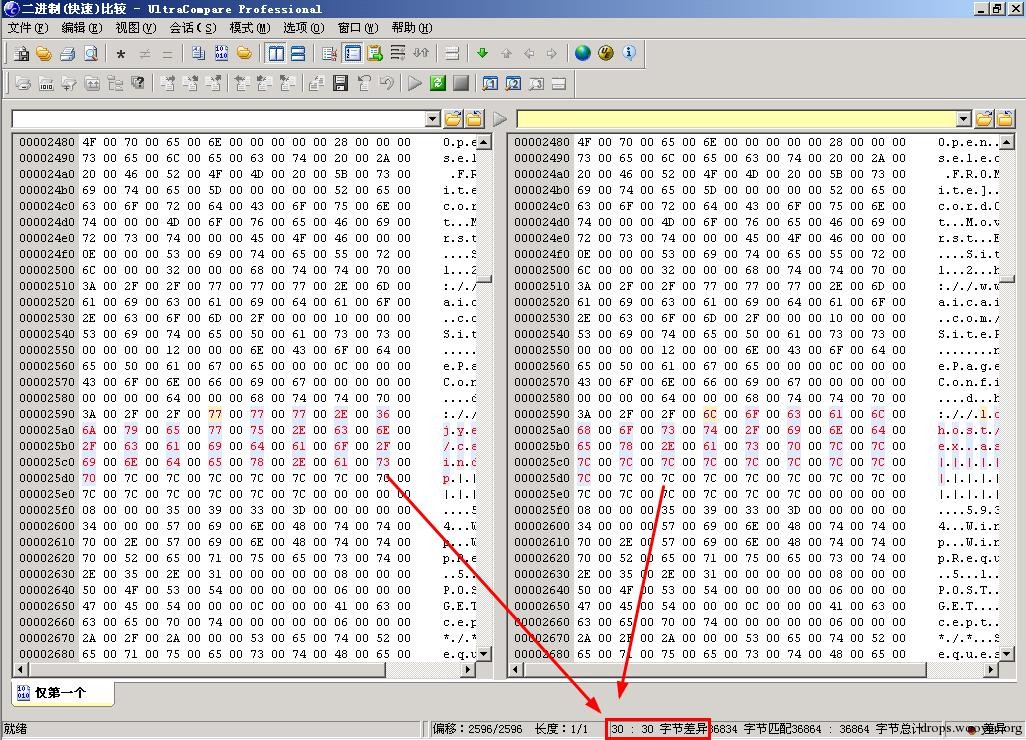 二进制(快速)比较 - UltraCompare Professional
文件(F) 编辑(E) 视图(V) 会话(S) 模式(M) 选项(O) 窗口(W) 帮助(H)
00002480 4F 00 70 00 65 00 6E 00 00 00 00 00 28 00 00 00 O.p.e
00002490 73 00 65 00 6C 00 65 00 63 00 74 00 20 00 2A 00 s.e.l
000024a0 20 00 46 00 52 00 4F 00 4D 00 20 00 5B 00 73 00 .F.R
000024b0 69 00 74 00 65 00 5D 00 00 00 00 00 52 00 65 00 i.t.e
000024c0 63 00 6F 00 72 00 64 00 43 00 6F 00 75 00 6E 00 c.o.r
000024d0 74 00 00 00 4D 00 6F 00 76 00 65 00 46 00 69 00 t...M
000024e0 72 00 73 00 74 00 00 00 45 00 4F 00 46 00 00 00 r.s.t
000024f0 0E 00 00 00 53 00 69 00 74 00 65 00 55 00 72 00 ....S
00002500 6C 00 00 00 32 00 00 00 68 00 74 00 74 00 70 00 l...2
00002510 3A 00 2F 00 2F 00 77 00 77 00 77 00 2E 00 6D 00 :././
00002520 61 00 69 00 63 00 61 00 69 00 64 00 61 00 6F 00 a.i.c
00002530 2E 00 63 00 6F 00 6D 00 2F 00 00 00 10 00 00 00 ..c.o
00002540 53 00 69 00 74 00 65 00 50 00 61 00 73 00 73 00 S.i.t
00002550 00 00 00 00 12 00 00 00 6E 00 43 00 6F 00 64 00 .....
00002560 65 00 50 00 61 00 67 00 65 00 00 00 0C 00 00 00 e.P.a
00002570 43 00 6F 00 6E 00 66 00 69 00 67 00 00 00 00 00 C.o.n
00002580 00 00 00 00 64 00 00 00 68 00 74 00 74 00 70 00 ....d
00002590 3A 00 2F 00 2F 00 77 00 77 00 77 00 2E 00 36 00 :././
000025a0 6A 00 79 00 65 00 77 00 75 00 2E 00 63 00 6E 00 j.y.e
000025b0 2F 00 63 00 61 00 69 00 64 00 61 00 6F 00 2F 00 /.c.a
000025c0 69 00 6E 00 64 00 65 00 78 00 2E 00 61 00 73 00 i.n.d
000025d0 70 00 7C 00 7C 00 7C 00 7C 00 7C 00 7C 00 7C 00 p.|.|
000025e0 7C 00 7C 00 7C 00 7C 00 7C 00 7C 00 00 00 00 00 |.|.|
000025f0 08 00 00 00 35 00 39 00 33 00 3D 00 00 00 00 00
00002600 34 00 00 00 57 00 69 00 6E 00 48 00 74 00 74 00 4...W
00002610 70 00 2E 00 57 00 69 00 6E 00 48 00 74 00 74 00 p...W
00002620 70 00 52 00 65 00 71 00 75 00 65 00 73 00 74 00 p.R.e
00002630 2E 00 35 00 2E 00 31 00 00 00 00 00 08 00 00 00 ..5..
00002640 50 00 4F 00 53 00 54 00 00 00 00 00 06 00 00 00 P.O.S
00002650 47 00 45 00 54 00 00 00 0C 00 00 00 41 00 63 00 G.E.T
00002660 63 00 65 00 70 00 74 00 00 00 00 00 06 00 00 00 c.e.p
00002670 2A 00 2F 00 2A 00 00 00 53 00 65 00 74 00 52 00 *./.*
00002680 65 00 71 00 75 00 65 00 73 00 74 00 48 00 65 00 e.q.u
00002480 4F 00 70 00 65 00 6E 00 00 00 00 00 28 00 00 00 O.p.e.n.
00002490 73 00 65 00 6C 00 65 00 63 00 74 00 20 00 2A 00 s.e.l.e.
000024a0 20 00 46 00 52 00 4F 00 4D 00 20 00 5B 00 73 00 .F.R.O.M
000024b0 69 00 74 00 65 00 5D 00 00 00 00 00 52 00 65 00 i.t.e.].
000024c0 63 00 6F 00 72 00 64 00 43 00 6F 00 75 00 6E 00 c.o.r.d.C
000024d0 74 00 00 00 4D 00 6F 00 76 00 65 00 46 00 69 00 t...M.o.v
000024e0 72 00 73 00 74 00 00 00 45 00 4F 00 46 00 00 00 r.s.t...E
000024f0 0E 00 00 00 53 00 69 00 74 00 65 00 55 00 72 00 ....S.i.t
00002500 6C 00 00 00 32 00 00 00 68 00 74 00 74 00 70 00 l...2...h
00002510 3A 00 2F 00 2F 00 77 00 77 00 77 00 2E 00 6D 00 :././.w.w
00002520 61 00 69 00 63 00 61 00 69 00 64 00 61 00 6F 00 a.i.c.a.i
00002530 2E 00 63 00 6F 00 6D 00 2F 00 00 00 10 00 00 00 ..c.o.m./
00002540 53 00 69 00 74 00 65 00 50 00 61 00 73 00 73 00 S.i.t.e.P
00002550 00 00 00 00 12 00 00 00 6E 00 43 00 6F 00 64 00 ........n
00002560 65 00 50 00 61 00 67 00 65 00 00 00 0C 00 00 00 e.P.a.g.e
00002570 43 00 6F 00 6E 00 66 00 69 00 67 00 00 00 00 00 C.o.n.f.i
00002580 00 00 00 00 64 00 00 00 68 00 74 00 74 00 70 00 ....d...h
00002590 3A 00 2F 00 2F 00 6C 00 6F 00 63 00 61 00 6C 00 :././.l.o
000025a0 68 00 6F 00 73 00 74 00 2F 00 69 00 6E 00 64 00 h.o.s.t./
000025b0 65 00 78 00 2E 00 61 00 73 00 70 00 7C 00 7C 00 e.x...a.s
000025c0 7C 00 7C 00 7C 00 7C 00 7C 00 7C 00 7C 00 7C 00 |.|.|.|.|
000025d0 7C 00 7C 00 7C 00 7C 00 7C 00 7C 00 7C 00 7C 00 |.|.|.|.|
000025e0 7C 00 7C 00 7C 00 7C 00 7C 00 7C 00 00 00 00 00 |.|.|.|.|
000025f0 08 00 00 00 35 00 39 00 33 00 3D 00 00 00 00 00 ....5.9.3
00002600 34 00 00 00 57 00 69 00 6E 00 48 00 74 00 74 00 4...W.i.n
00002610 70 00 2E 00 57 00 69 00 6E 00 48 00 74 00 74 00 p...W.i.n
00002620 70 00 52 00 65 00 71 00 75 00 65 00 73 00 74 00 p.R.e.q.u
00002630 2E 00 35 00 2E 00 31 00 00 00 00 00 08 00 00 00 ..5...1..
00002640 50 00 4F 00 53 00 54 00 00 00 00 00 06 00 00 00 P.O.S.T..
00002650 47 00 45 00 54 00 00 00 0C 00 00 00 41 00 63 00 G.E.T....
00002660 63 00 65 00 70 00 74 00 00 00 00 00 06 00 00 00 c.e.p.t..
00002670 2A 00 2F 00 2A 00 00 00 53 00 65 00 74 00 52 00 *./.*...S
00002680 65 00 71 00 75 00 65 00 73 00 74 00 48 00 65 00 e.q.u.e.s
仅第一个
就绪 偏移：2596/2596 长度：1/1 30 : 30 字节差异36834 字节匹配36864 : 36864 字节总计 差异
drops.wooyun.org